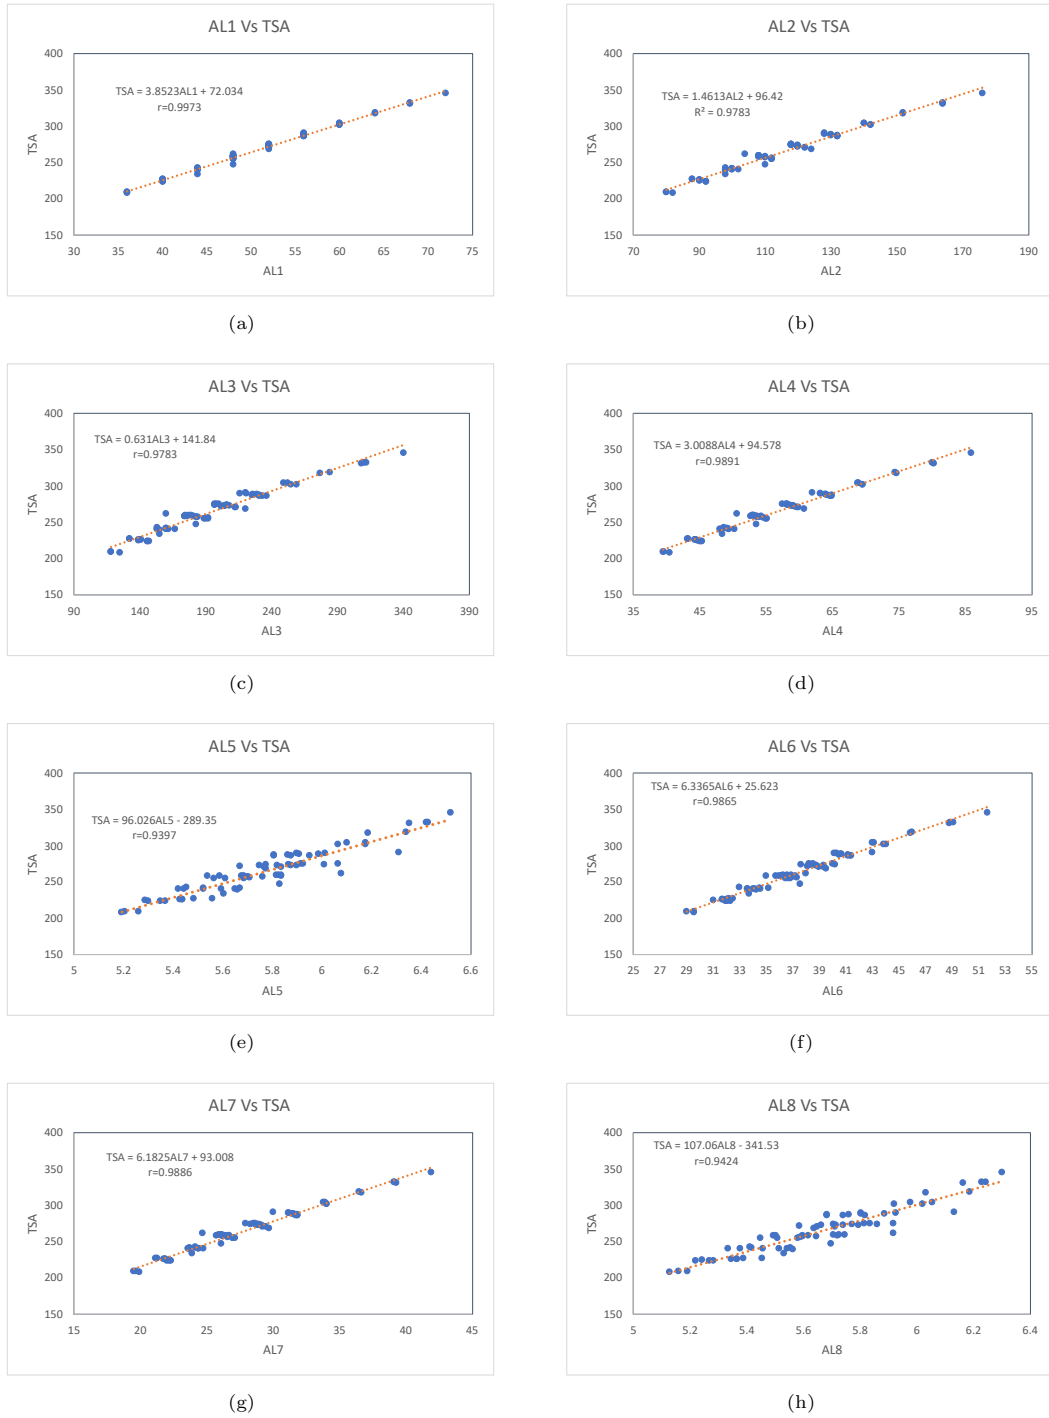 AL1 Vs TSA
400
350
300
250
200
150
TSA
TSA = 3.8523AL1 + 72.034
r=0.9973
30 35 40 45 50 55 60 65 70 75
AL1
(a)
AL2 Vs TSA
400
350
300
250
200
150
TSA
TSA = 1.4613AL2 + 96.42
R² = 0.9783
70 90 110 130 150 170 190
AL2
(b)
AL3 Vs TSA
400
350
300
250
200
150
TSA
TSA = 0.631AL3 + 141.84
r=0.9783
90 140 190 240 290 340 390
AL3
(c)
AL4 Vs TSA
400
350
300
250
200
150
TSA
TSA = 3.0088AL4 + 94.578
r=0.9891
35 45 55 65 75 85 95
AL4
(d)
AL5 Vs TSA
400
350
300
250
200
150
TSA
TSA = 96.026AL5 - 289.35
r=0.9397
5 5.2 5.4 5.6 5.8 6 6.2 6.4 6.6
AL5
(e)
AL6 Vs TSA
400
350
300
250
200
150
TSA
TSA = 6.3365AL6 + 25.623
r=0.9865
25 27 29 31 33 35 37 39 41 43 45 47 49 51 53 55
AL6
(f)
AL7 Vs TSA
400
350
300
250
200
150
TSA
TSA = 6.1825AL7 + 93.008
r=0.9886
15 20 25 30 35 40 45
AL7
(g)
AL8 Vs TSA
400
350
300
250
200
150
TSA
TSA = 107.06AL8 - 341.53
r=0.9424
5 5.2 5.4 5.6 5.8 6 6.2 6.4
AL8
(h)